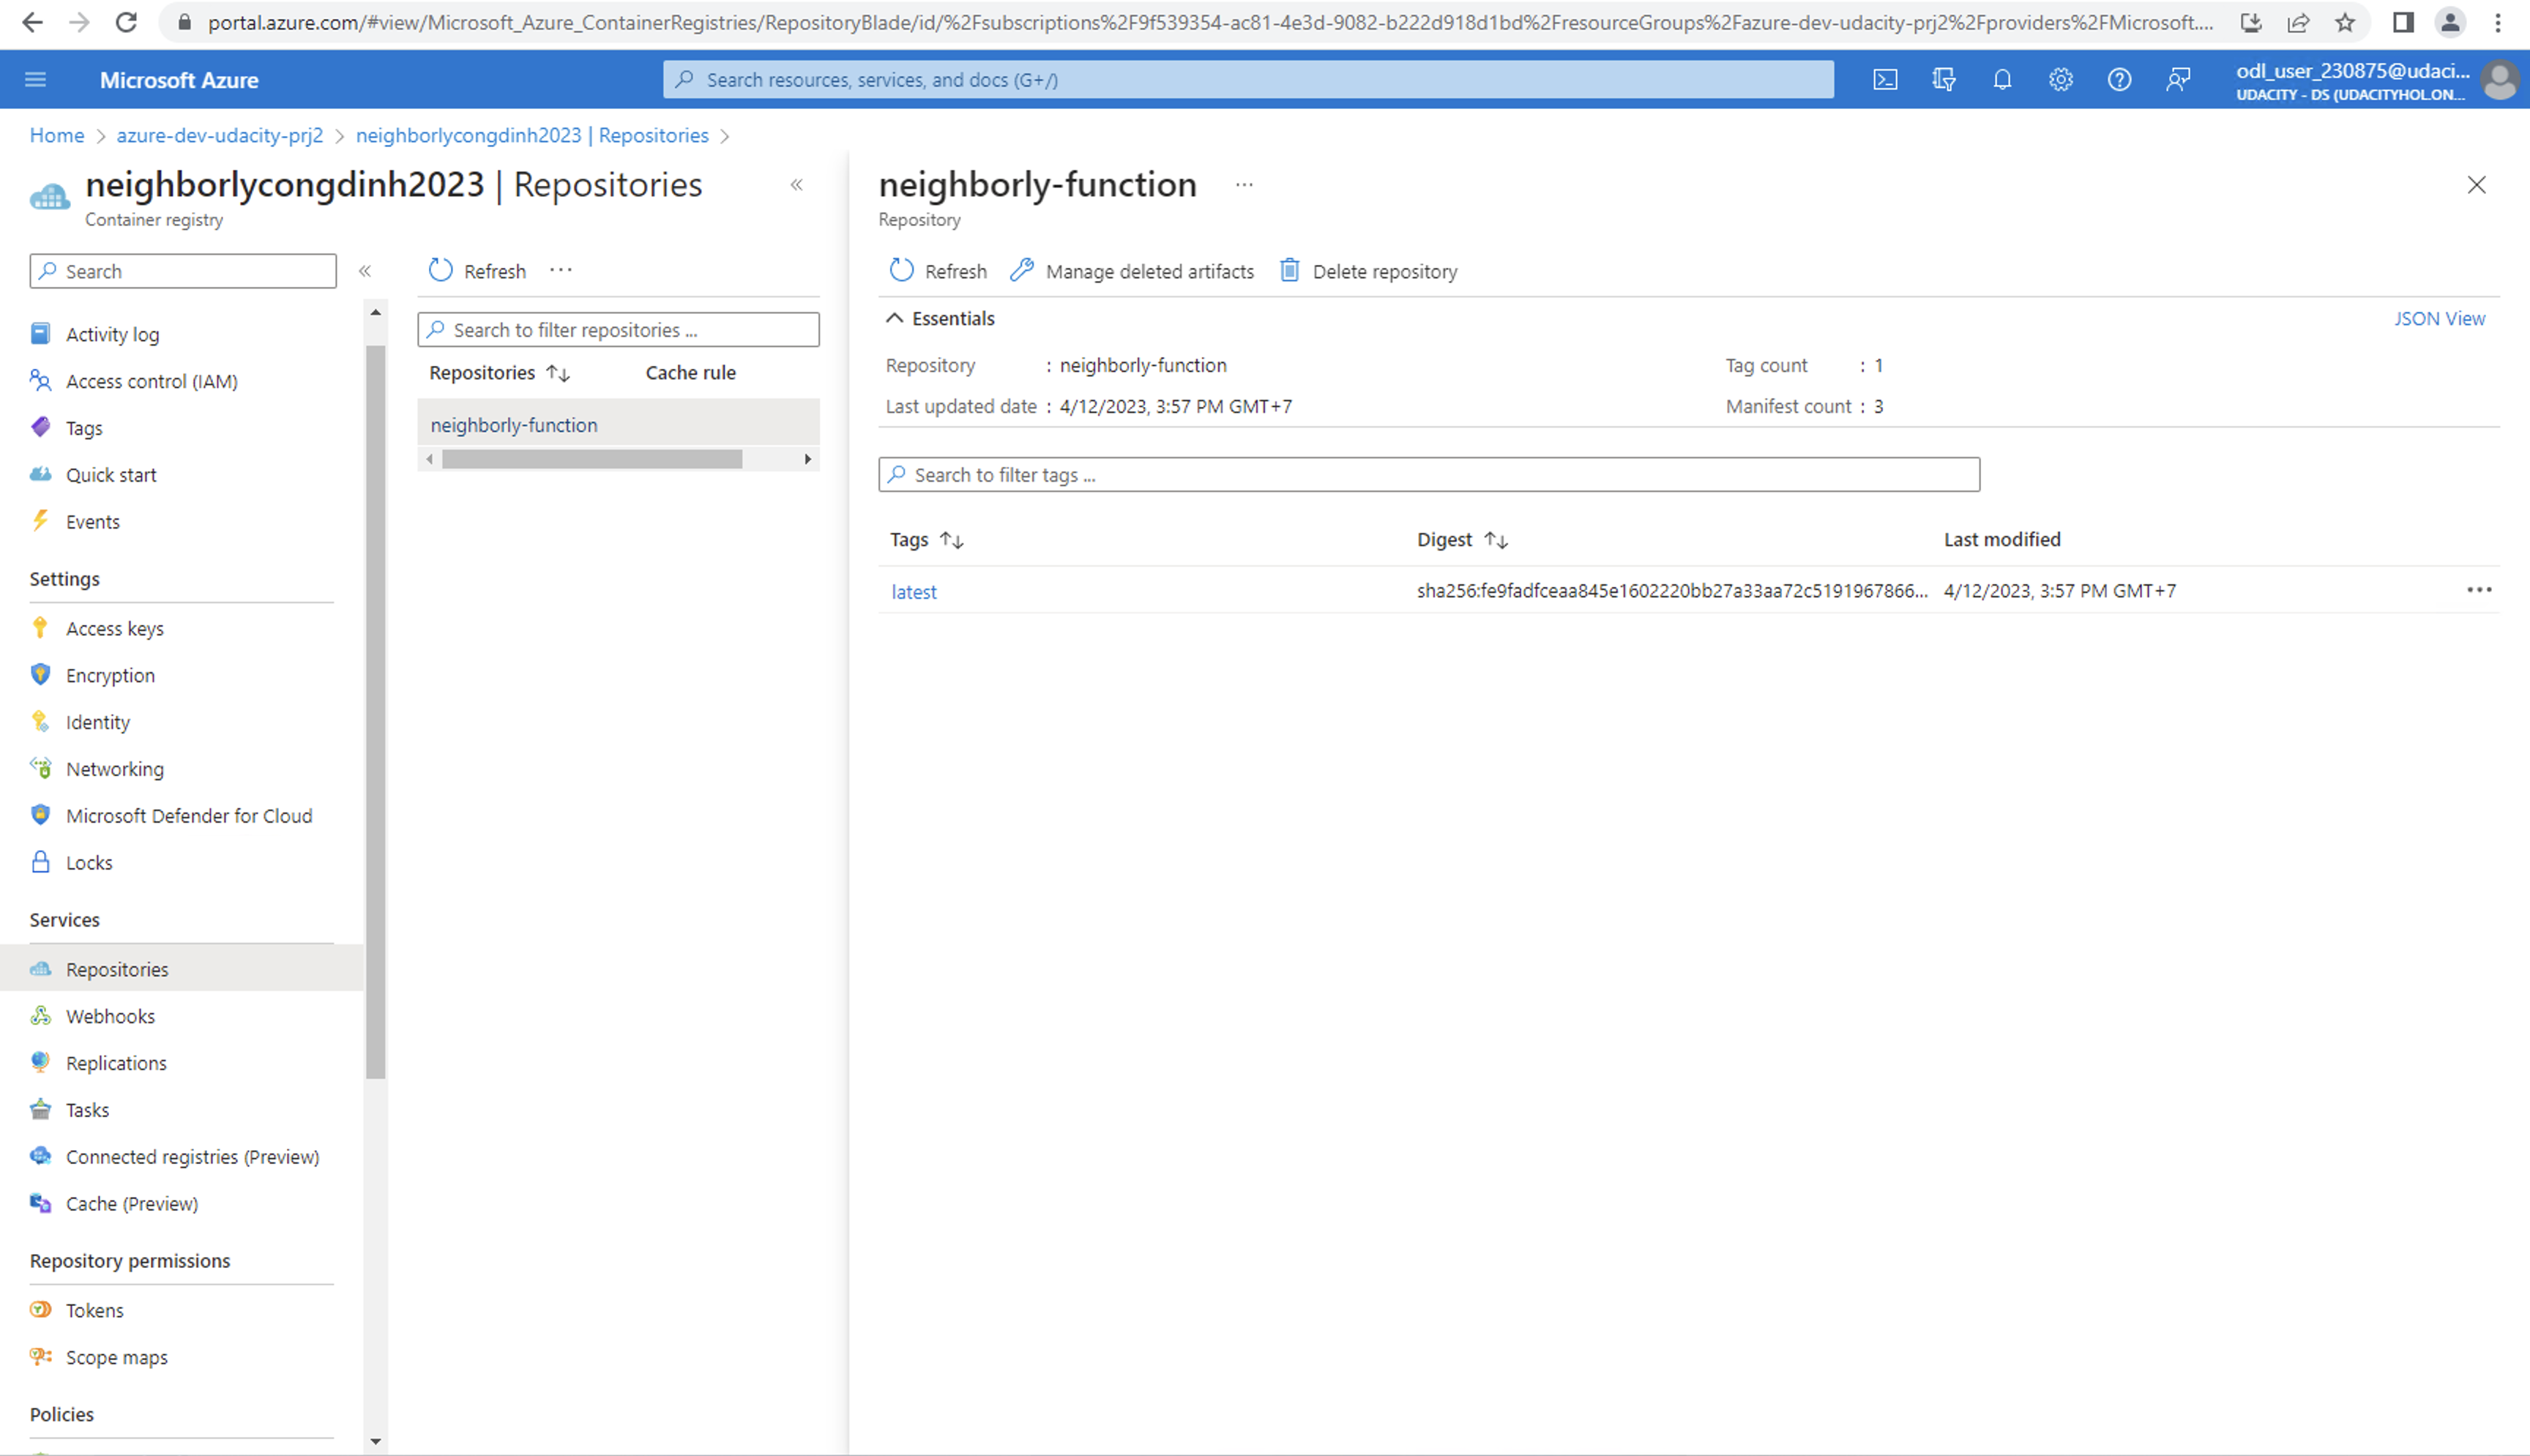 portal.azure.com/#view/Microsoft_Azure_ContainerRegistries/RepositoryBlade/id/%2Fsubscriptions%2F9f539354-ac81-4e3d-9082-b222d918d1bd%2FresourceGroups%2Fazure-dev-udacity-prj2%2Fproviders%2FMicrosoft....
Microsoft Azure
Search resources, services, and docs (G+/)
odl_user_230875@udaci...
UDACITY - DS (UDACITYHOL.ON...
Home > azure-dev-udacity-prj2 > neighborlycongdinh2023 | Repositories >
neighborlycongdinh2023 | Repositories
Container registry
Search
Activity log
Access control (IAM)
Tags
Quick start
Events
Settings
Access keys
Encryption
Identity
Networking
Microsoft Defender for Cloud
Locks
Services
Repositories
Webhooks
Replications
Tasks
Connected registries (Preview)
Cache (Preview)
Repository permissions
Tokens
Scope maps
Policies
Refresh ...
Search to filter repositories ...
Repositories Cache rule
neighborly-function
neighborly-function ...
Repository
Refresh Manage deleted artifacts Delete repository
Essentials JSON View
Repository : neighborly-function Tag count : 1
Last updated date : 4/12/2023, 3:57 PM GMT+7 Manifest count : 3
Search to filter tags ...
Tags Digest Last modified
latest sha256:fe9fadfceaa845e1602220bb27a33aa72c5191967866... 4/12/2023, 3:57 PM GMT+7 ...